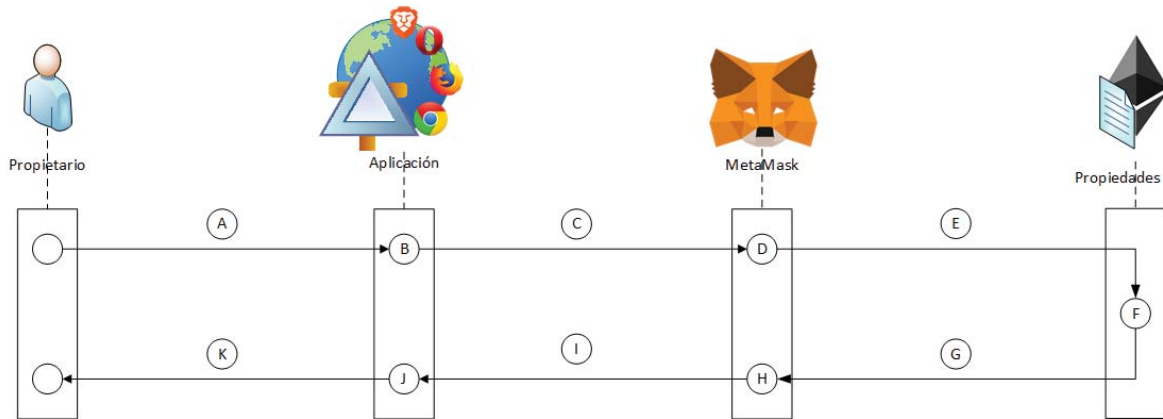 Propietario
Aplicación
MetaMask
Propiedades
A
C
E
B
D
F
K
I
G
J
H